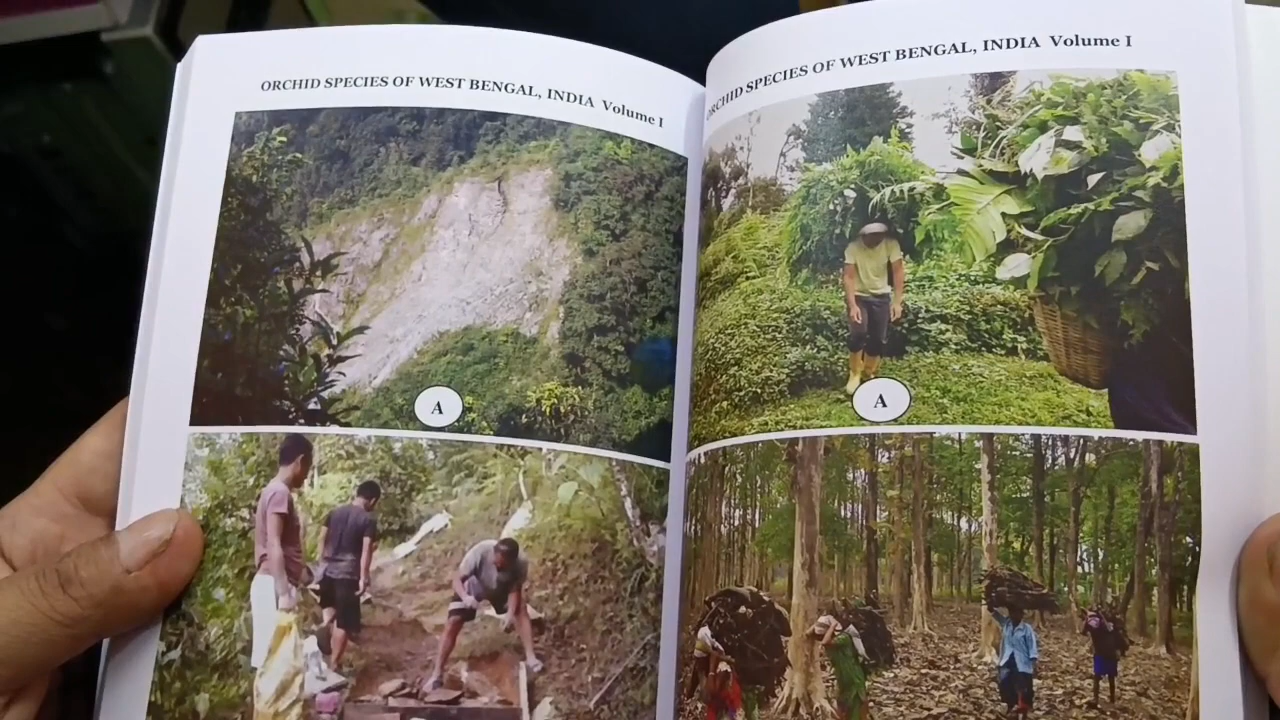 ORCHID SPECIES OF WEST BENGAL, INDIA Volume I
A
ORCHID SPECIES OF WEST BENGAL, INDIA Volume I
A